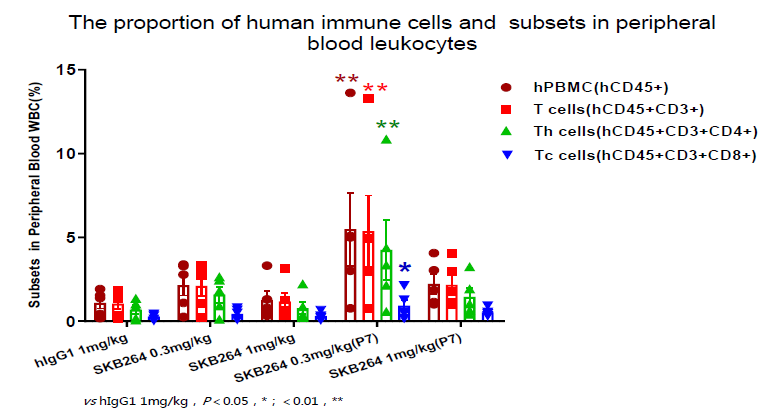 The proportion of human immune cells and subsets in peripheral
blood leukocytes
Subsets in Peripheral Blood WBC(%)
15
10
5
0
** ** ** *
hPBMC(hCD45+)
T cells(hCD45+CD3+)
Th cells(hCD45+CD3+CD4+)
Tc cells(hCD45+CD3+CD8+)
hIgG1 1mg/kg
SKB264 0.3mg/kg
SKB264 1mg/kg
SKB264 0.3mg/kg(P7)
SKB264 1mg/kg(P7)
vs hIgG1 1mg/kg , P<0.05 , * ; <0.01 , **